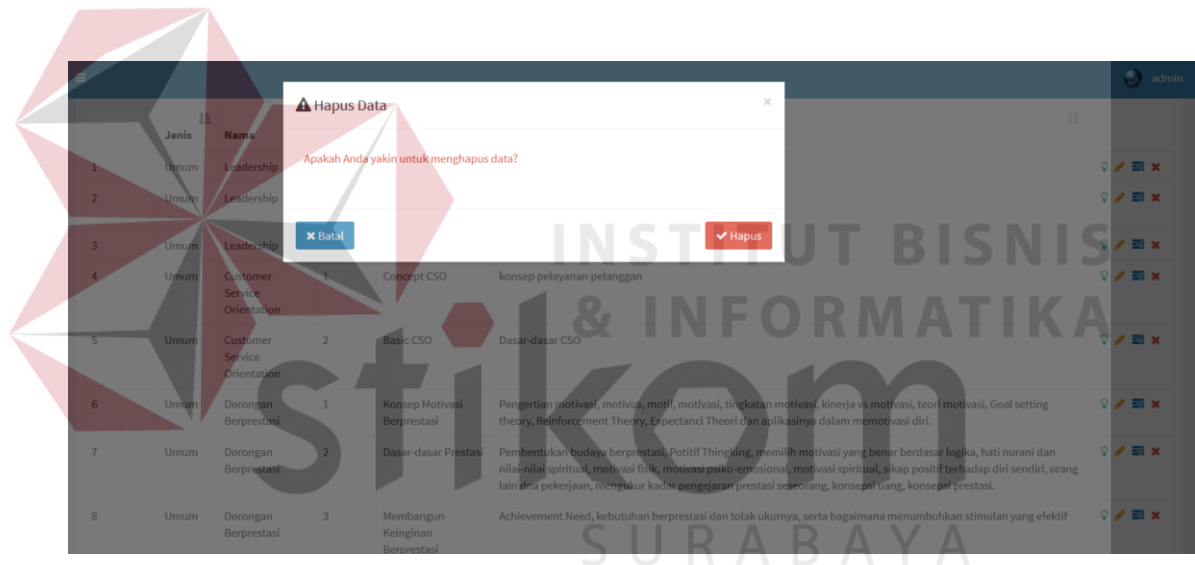 admin
Hapus Data
×
Jenis Nama
Apakah Anda yakin untuk menghapus data?
1 Umum Leadership
2 Umum Leadership
3 Umum Leadership
Batal Hapus
INSTITUT BISNIS
& INFORMATIKA
stikom
SURABAYA
4 Umum Customer Service Orientation 1 Concept CSO konsep pelayanan pelanggan
5 Umum Customer Service Orientation 2 Basic CSO Dasar-dasar CSO
6 Umum Dorongan Berprestasi 1 Konsep Motivasi Berprestasi Pengertian motivasi, motivus, motil, motivasi, tingkatan motivasi, kinerja vs motivasi, teori motivasi, Goal setting
theory, Reinforcement Theory, Expectanci Theori dan aplikasinya dalam memotivasi diri.
7 Umum Dorongan Berprestasi 2 Dasar-dasar Prestasi Pembentukan budaya berprestasi, Potitif Thingking, memilih motivasi yang benar berdasar logika, hati nurani dan
nilai-nilai spiritual, motivasi fisik, motivasi psiko-emosional, motivasi spiritual, sikap positif terhadap diri sendiri, orang
lain dna pekerjaan, mengukur kadar pengejaran prestasi seseorang, konsepsi uang, konsepsi prestasi.
8 Umum Dorongan Berprestasi 3 Membangun Keinginan Berprestasi Achievement Need, kebutuhan berprestasi dan tolak ukurnya, serta bagaimana menumbuhkan stimulan yang efektif